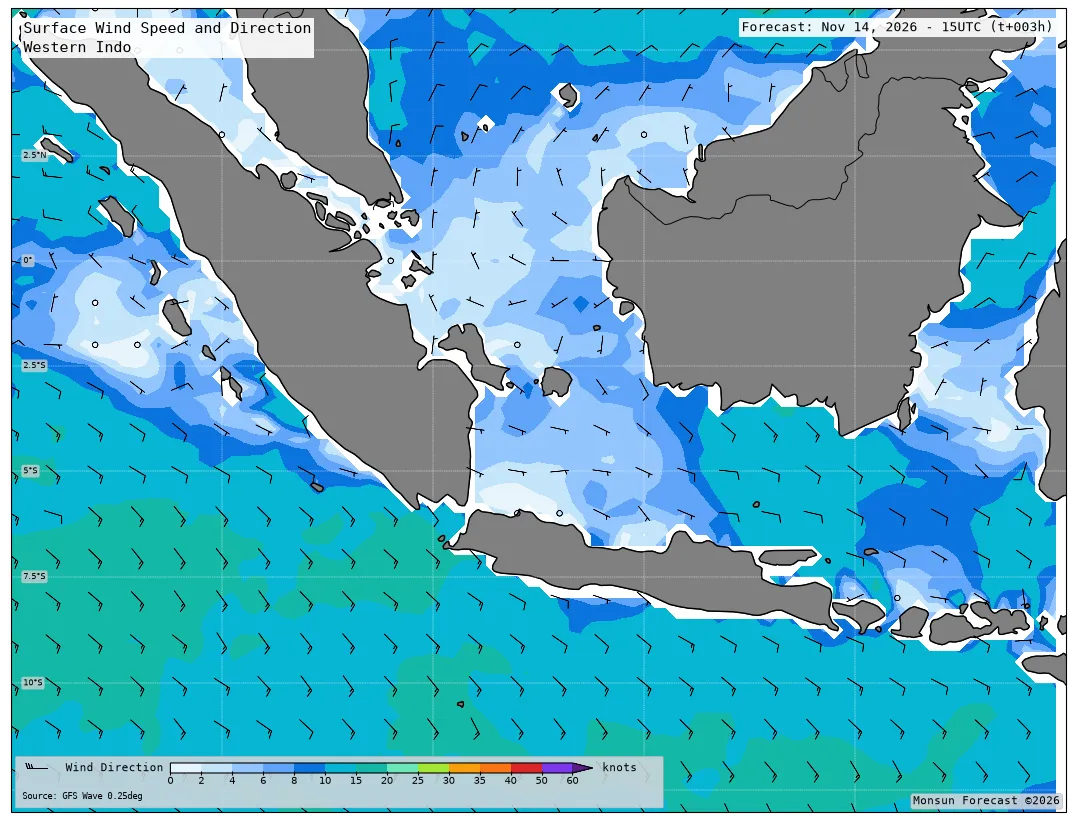 Surface Wind Speed and Direction
Western Indo
Forecast: Nov 14, 2026 - 15UTC (t+003h)
2.5°N
0°
2.5°S
5°S
7.5°S
10°S
Wind Direction
0 2 4 6 8 10 15 20 25 30 35 40 50 60
knots
Source: GFS Wave 0.25deg
Monsun Forecast ©2026